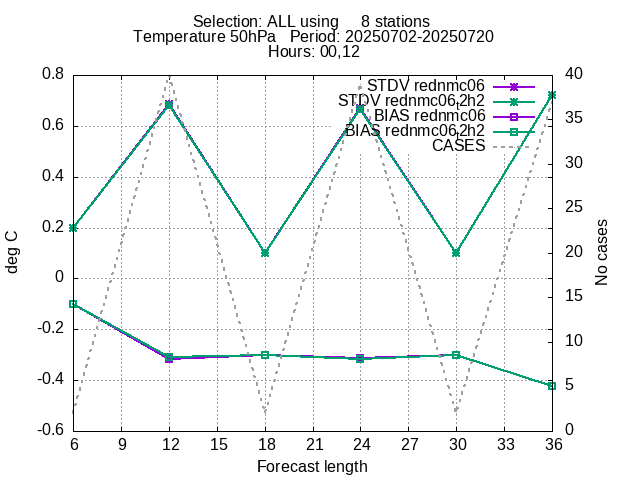 Selection: ALL using     8 stations
Temperature 50hPa   Period: 20250702-20250720
Hours: 00,12
STDV rednmc06
STDV rednmc06,2h2
BIAS rednmc06
BIAS rednmc06,2h2
CASES
0.8
0.6
0.4
0.2
0
-0.2
-0.4
-0.6
deg C
40
35
30
25
20
15
10
5
0
No cases
6 9 12 15 18 21 24 27 30 33 36
Forecast length